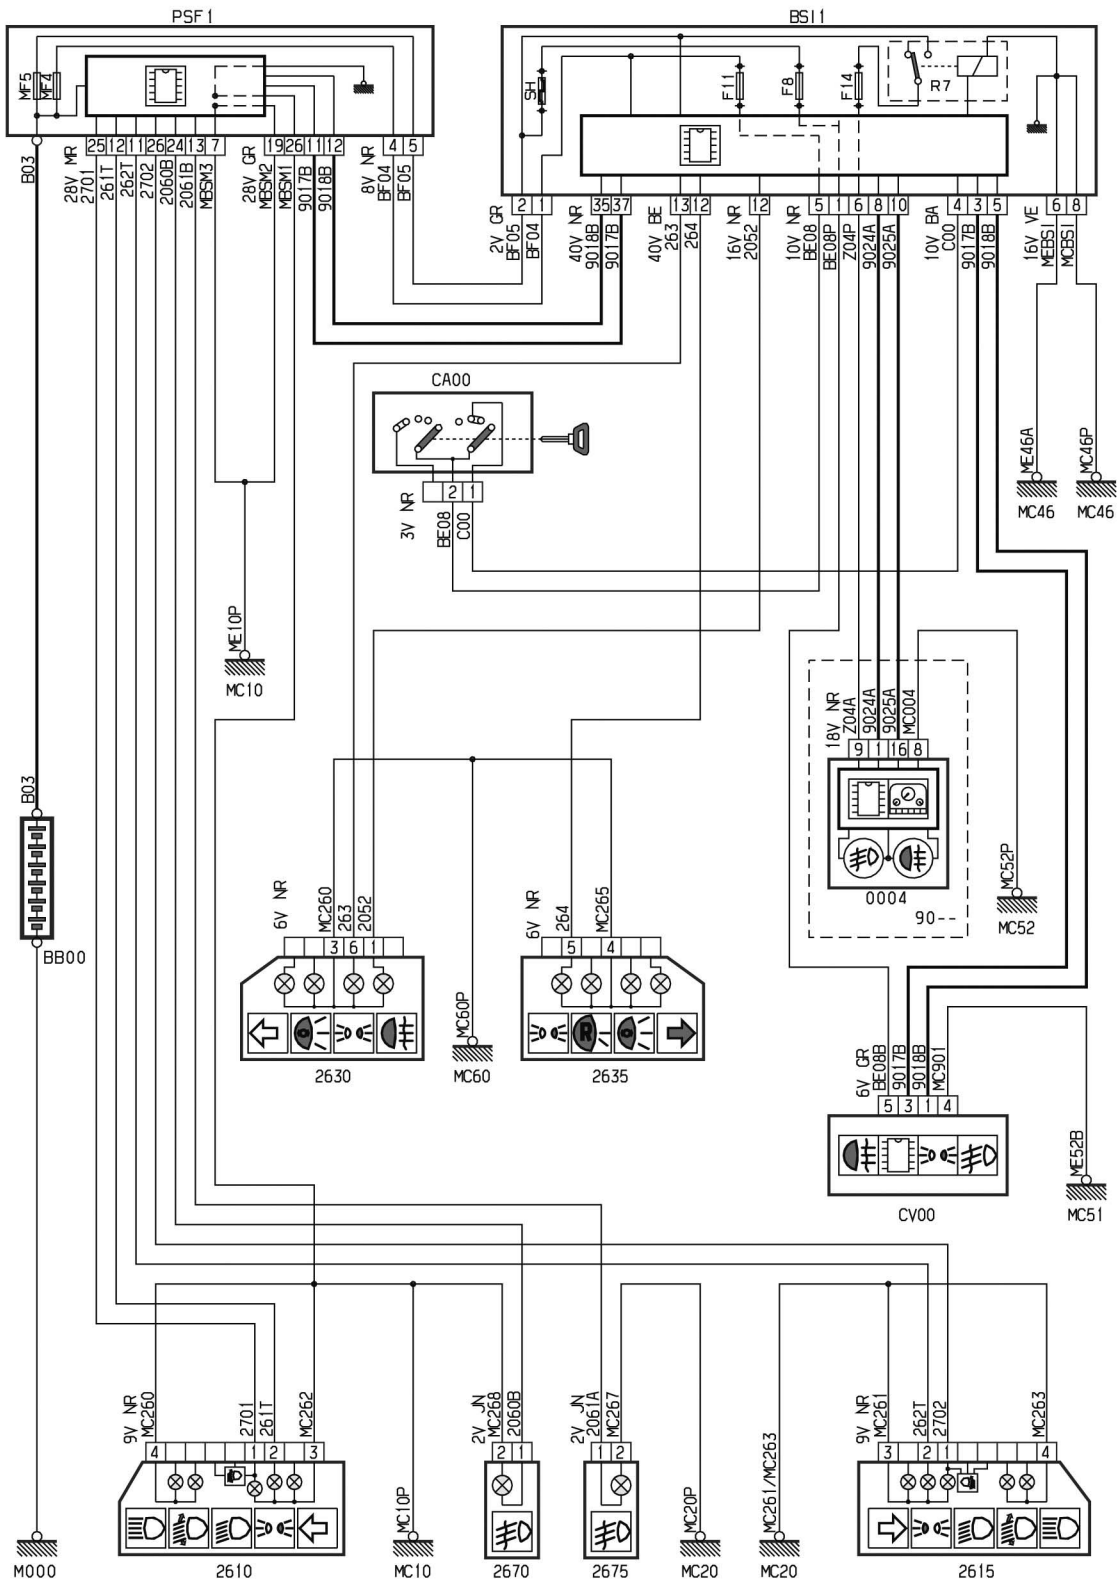 PSF1
BSI1
MF5
MF4
SH
F11
F8
F14
R7
B03
28V MR
25 12 11 26 24 13 7
2701
261T
262T
2702
2060B
2061B
MBSM3
28V GR
19 26 11 12
MBSM2
MBSM1
9017B
9018B
8V NR
4 5
BF04
BF05
2V GR
2 1
BF05
BF04
40V NR
35 37
9018B
9017B
40V BE
13 12
263
264
16V NR
12
2052
10V NR
5 1 6 8 10
BE08
BE08P
Z04P
9024A
9025A
10V BA
4 3 5
C00
9017B
9018B
16V VE
6 8
MEBSI
MCBSI
CA00
3V NR
2 1
BE08
C00
ME46A
MC46P
MC46
MC46
ME10P
MC10
18V NR
Z04A
9024A
9025A
MC004
9 1 16 8
0004
90--
MC52P
MC52
B03
BB00
6V NR
MC260
263
2052
3 6 1
2630
MC60P
MC60
6V NR
264
MC265
5 4
R
2635
6V GR
BE08B
9017B
9018B
MC901
5 3 1 4
CV00
ME52B
MC51
9V NR
MC260
2701
261T
MC262
4 1 2 3
2610
MC10P
MC10
2V JN
MC268
2060B
2 1
2670
2V JN
2061A
MC267
1 2
2675
MC20P
MC20
MC261/MC263
MC20
9V NR
MC261
262T
2702
MC263
3 2 1 4
2615
M000